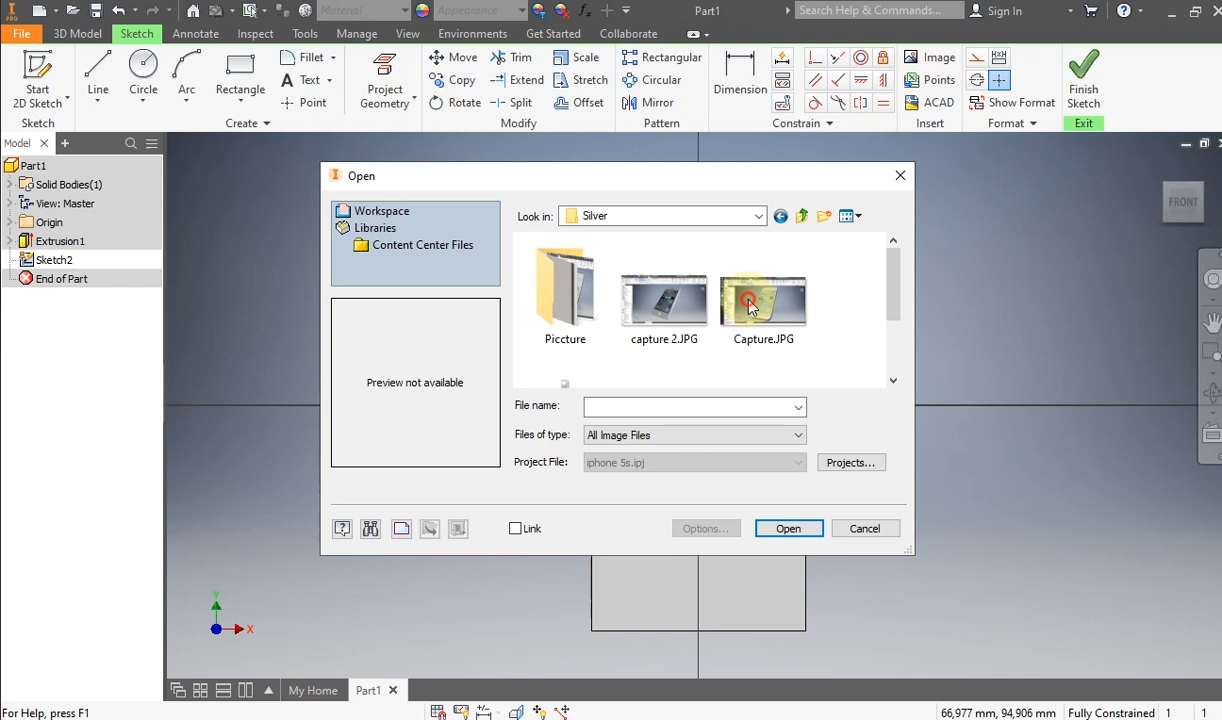 Material
Appearance
Part1
Search Help & Commands...
Sign In
PRO
File
3D Model
Sketch
Annotate
Inspect
Tools
Manage
View
Environments
Get Started
Collaborate
Start
2D Sketch
Line
Circle
Arc
Rectangle
Fillet
Text
Point
Project
Geometry
Move
Copy
Rotate
Trim
Extend
Split
Scale
Stretch
Offset
Rectangular
Circular
Mirror
Dimension
Image
Points
ACAD
Show Format
Finish
Sketch
Sketch
Create
Modify
Pattern
Constrain
Insert
Format
Exit
Model
Part1
Solid Bodies(1)
View: Master
Origin
Extrusion1
Sketch2
End of Part
FRONT
Open
Workspace
Libraries
Content Center Files
Look in:
Silver
Piccture
capture 2.JPG
Capture.JPG
Preview not available
File name:
Files of type:
All Image Files
Project File:
iphone 5s.ipj
Projects...
Link
Options...
Open
Cancel
Y
X
My Home
Part1
For Help, press F1
66,977 mm, 94,906 mm
Fully Constrained
1
1